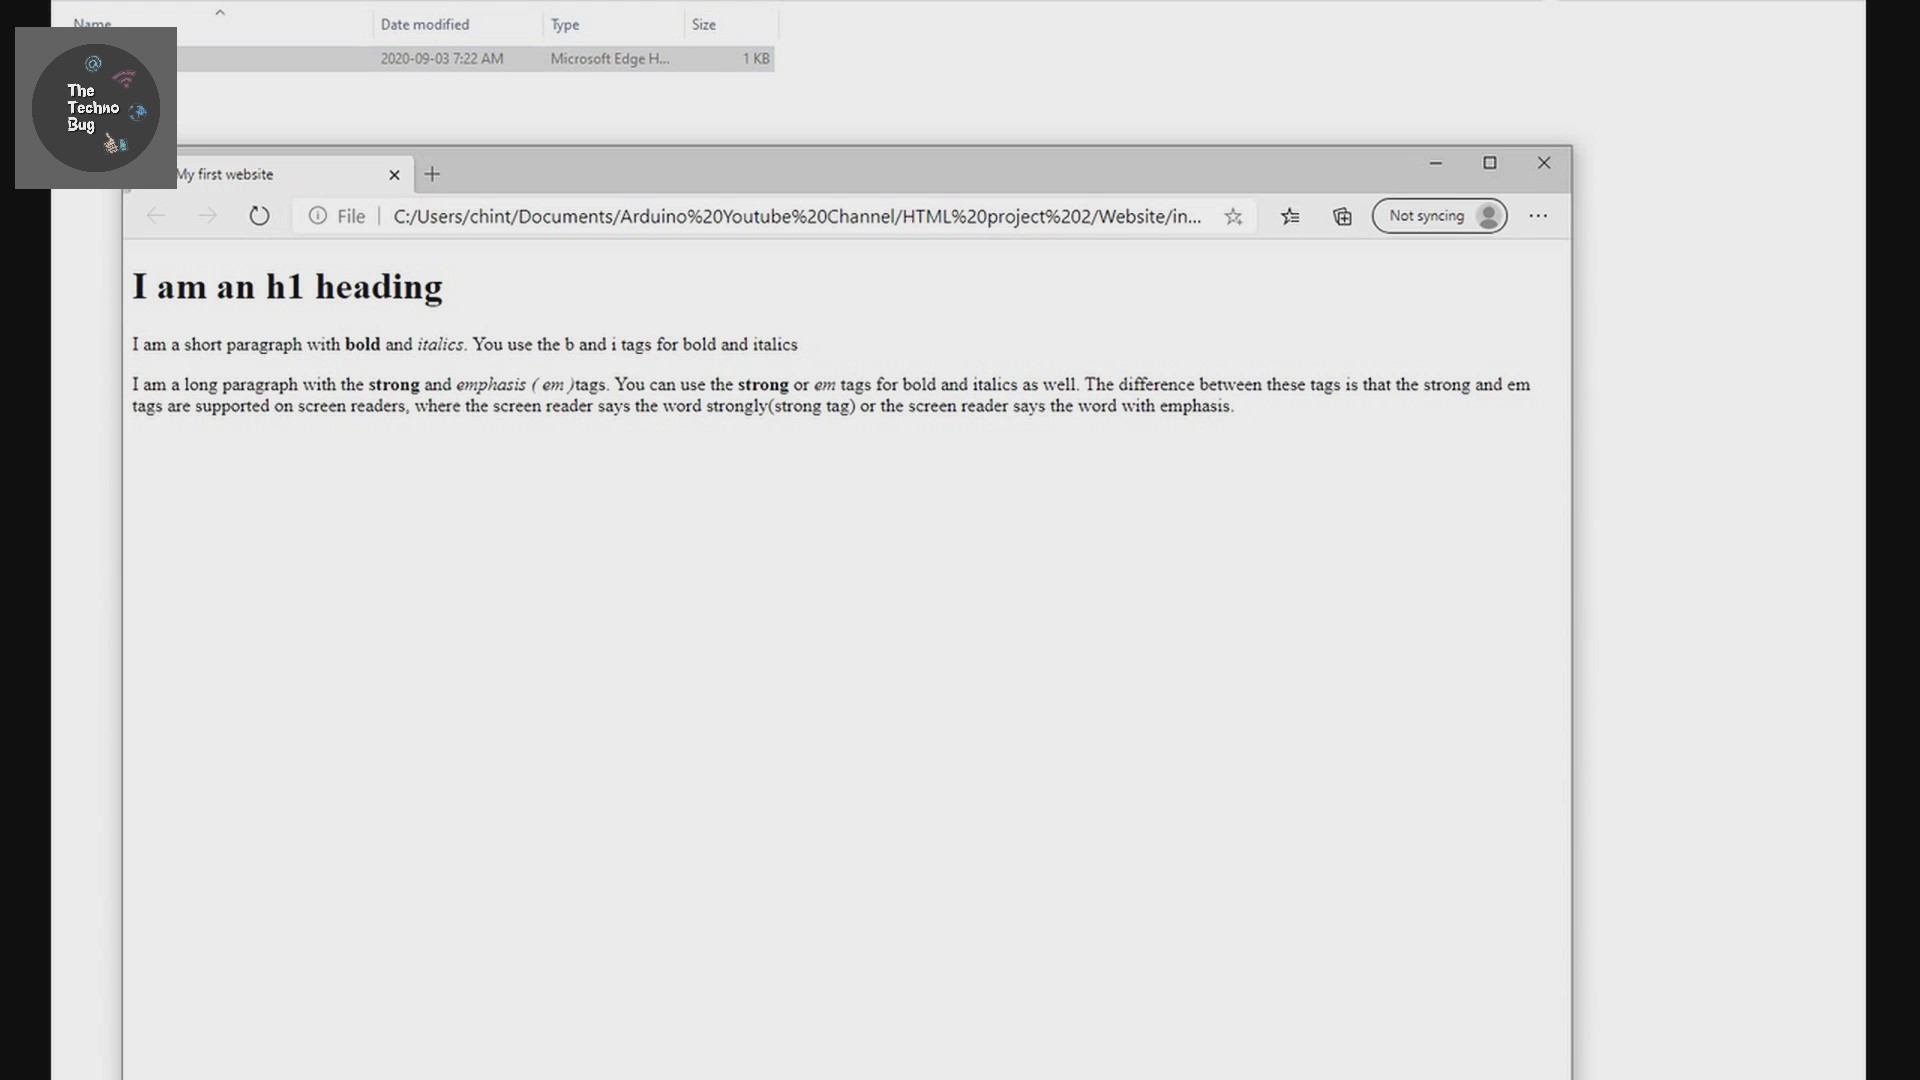 Name Date modified Type Size
2020-09-03 7:22 AM Microsoft Edge H... 1 KB
@
The
Techno
Bug
My first website
File C:/Users/chint/Documents/Arduino%20Youtube%20Channel/HTML%20project%202/Website/in... Not syncing
I am an h1 heading
I am a short paragraph with bold and italics. You use the b and i tags for bold and italics
I am a long paragraph with the strong and emphasis ( em )tags. You can use the strong or em tags for bold and italics as well. The difference between these tags is that the strong and em
tags are supported on screen readers, where the screen reader says the word strongly(strong tag) or the screen reader says the word with emphasis.